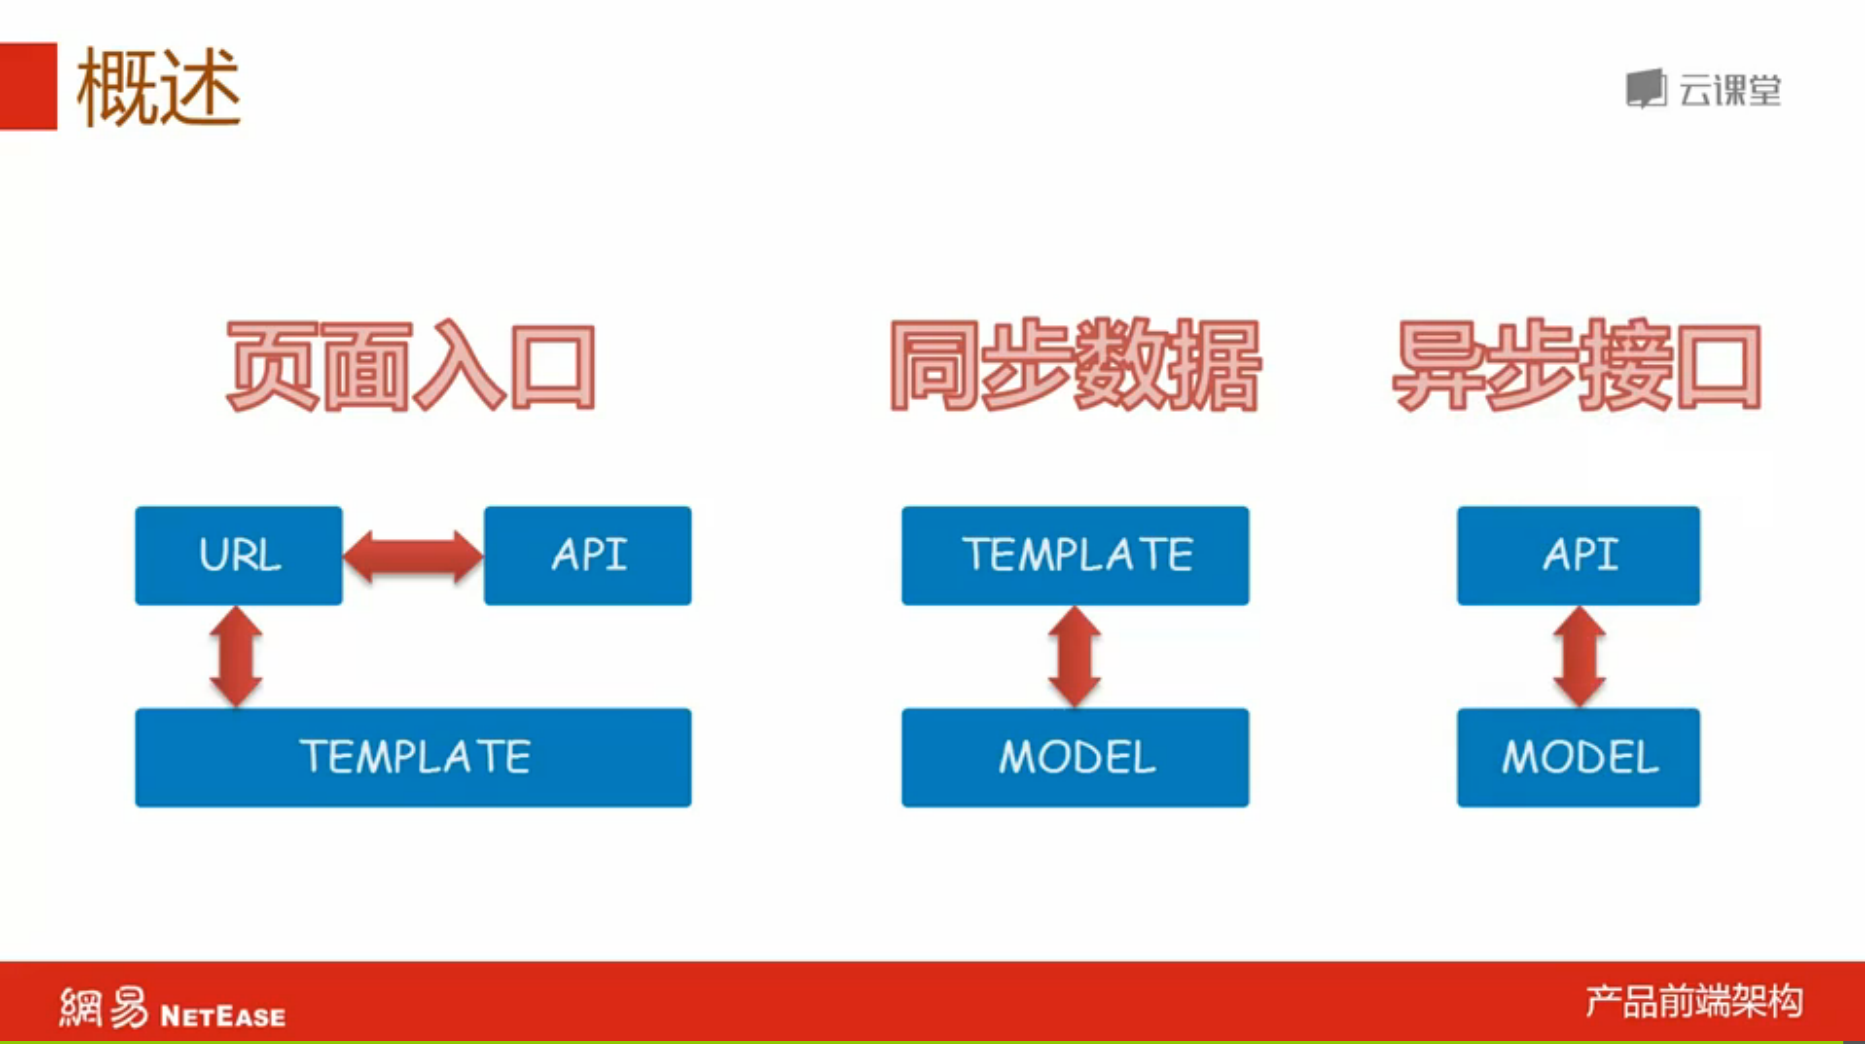 概述
云课堂
页面入口
同步数据
异步接口
URL
API
TEMPLATE
TEMPLATE
MODEL
API
MODEL
網易 NETEASE
产品前端架构